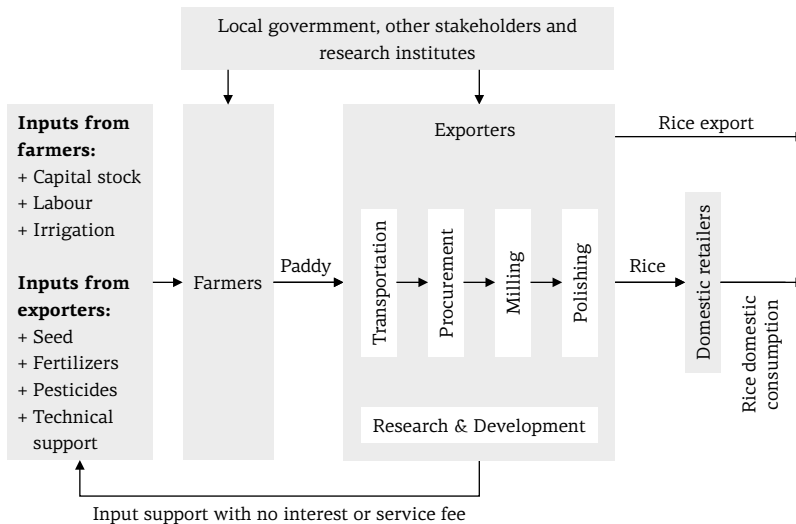 Local govermment, other stakeholders and
research institutes
Inputs from
farmers:
+ Capital stock
+ Labour
+ Irrigation
Inputs from
exporters:
+ Seed
+ Fertilizers
+ Pesticides
+ Technical
support
Farmers
Paddy
Exporters
Transportation
Procurement
Milling
Polishing
Research & Development
Rice export
Rice
Domestic retailers
Rice domestic
consumption
Input support with no interest or service fee